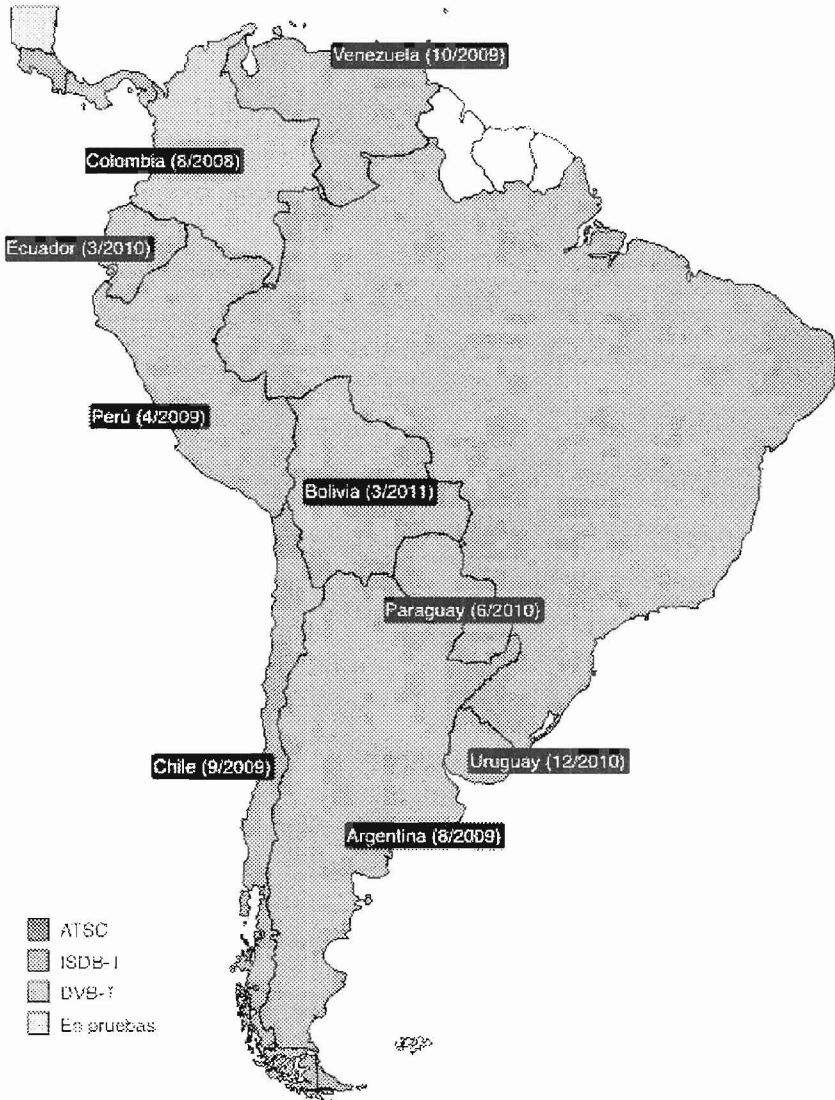 Venezuela (10/2009)
Colombia (8/2008)
Ecuador (3/2010)
Perú (4/2009)
Bolivia (3/2011)
Paraguay (6/2010)
Chile (9/2009)
Uruguay (12/2010)
Argentina (8/2009)
ATSC
ISDB-T
DVB-T
En pruebas